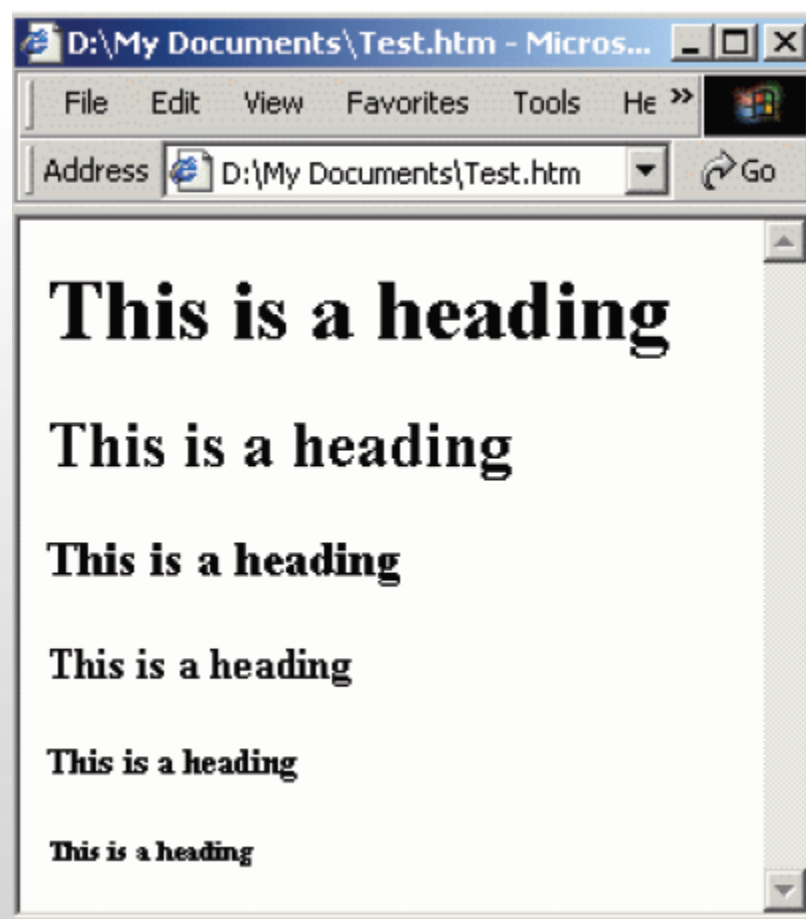 D:\My Documents\Test.htm - Micros...
File Edit View Favorites Tools He »
Address D:\My Documents\Test.htm Go
This is a heading
This is a heading
This is a heading
This is a heading
This is a heading
This is a heading